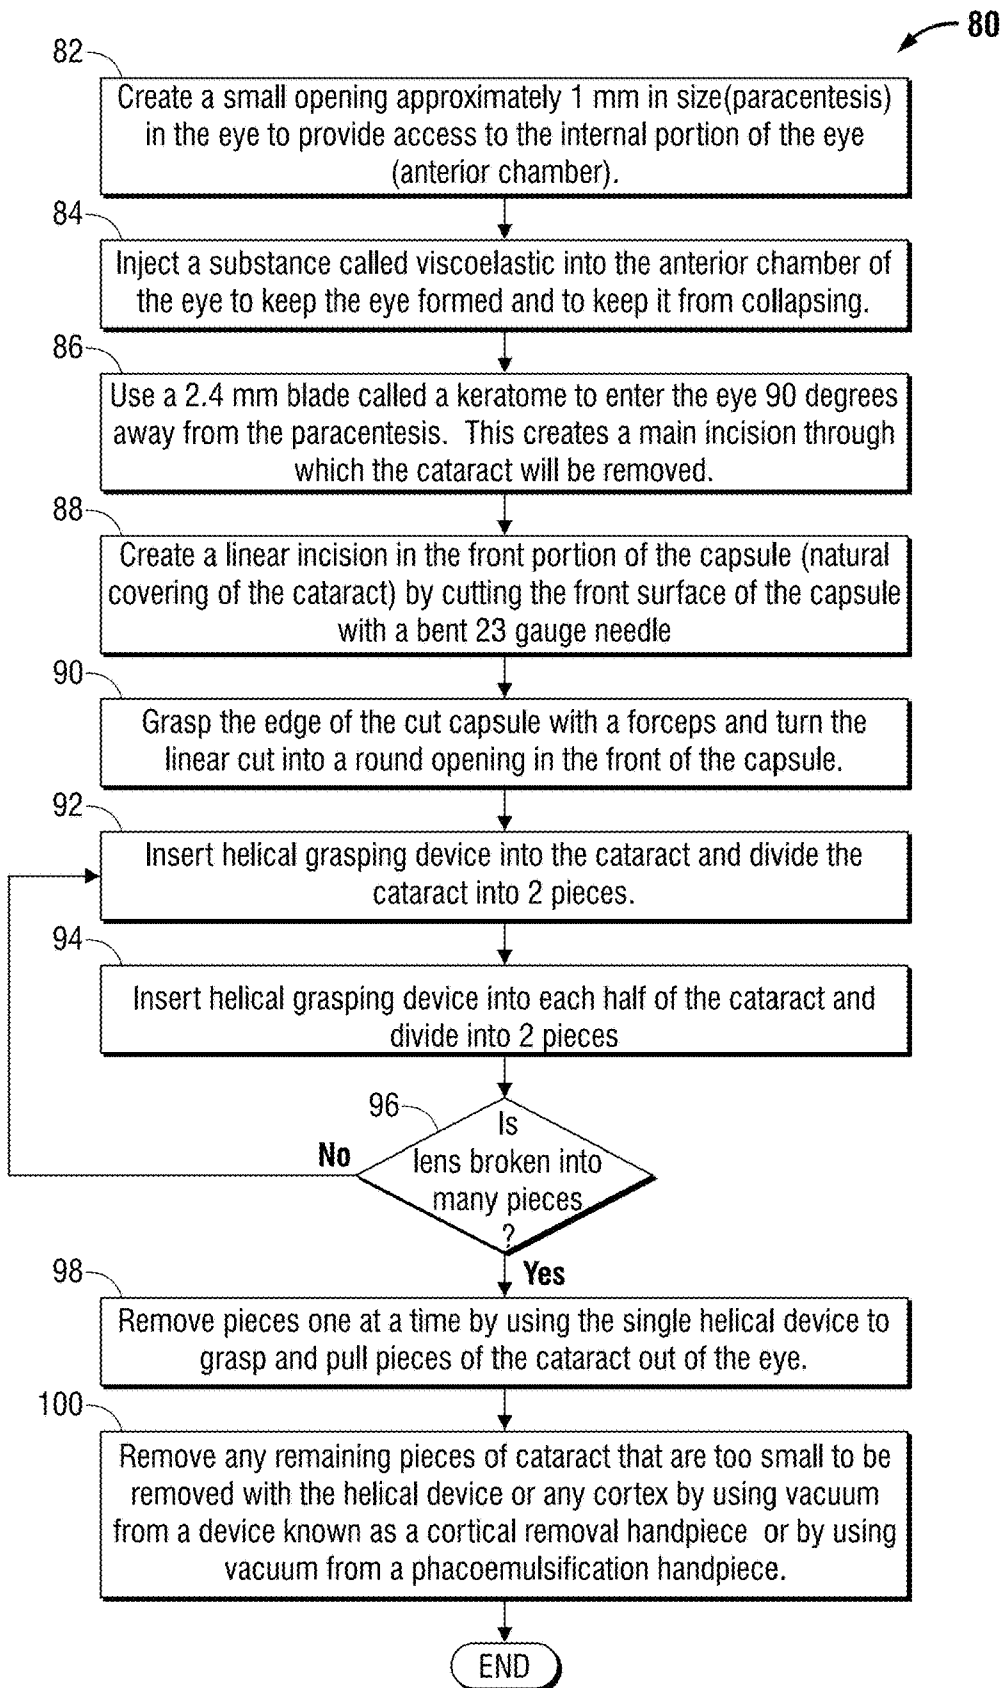 80
82
Create a small opening approximately 1 mm in size(paracentesis)
in the eye to provide access to the internal portion of the eye
(anterior chamber).
84
Inject a substance called viscoelastic into the anterior chamber of
the eye to keep the eye formed and to keep it from collapsing.
86
Use a 2.4 mm blade called a keratome to enter the eye 90 degrees
away from the paracentesis.  This creates a main incision through
which the cataract will be removed.
88
Create a linear incision in the front portion of the capsule (natural
covering of the cataract) by cutting the front surface of the capsule
with a bent 23 gauge needle
90
Grasp the edge of the cut capsule with a forceps and turn the
linear cut into a round opening in the front of the capsule.
92
Insert helical grasping device into the cataract and divide the
cataract into 2 pieces.
94
Insert helical grasping device into each half of the cataract and
divide into 2 pieces
96
Is
lens broken into
many pieces
?
No
Yes
98
Remove pieces one at a time by using the single helical device to
grasp and pull pieces of the cataract out of the eye.
100
Remove any remaining pieces of cataract that are too small to be
removed with the helical device or any cortex by using vacuum
from a device known as a cortical removal handpiece  or by using
vacuum from a phacoemulsification handpiece.
END